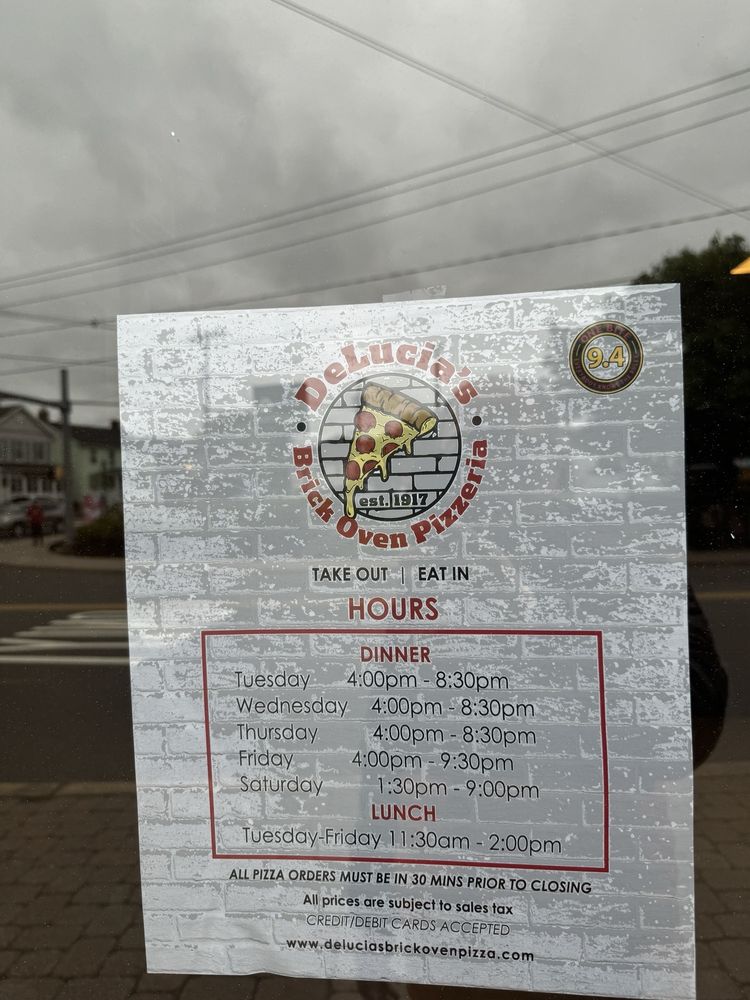 ONE BITE
9.4
DeLucia's
est. 1917
Brick Oven Pizzeria
TAKE OUT | EAT IN
HOURS
DINNER
Tuesday 4:00pm - 8:30pm
Wednesday 4:00pm - 8:30pm
Thursday 4:00pm - 8:30pm
Friday 4:00pm - 9:30pm
Saturday 1:30pm - 9:00pm
LUNCH
Tuesday-Friday 11:30am - 2:00pm
ALL PIZZA ORDERS MUST BE IN 30 MINS PRIOR TO CLOSING
All prices are subject to sales tax
CREDIT/DEBIT CARDS ACCEPTED
www.deluciasbrickovenpizza.com